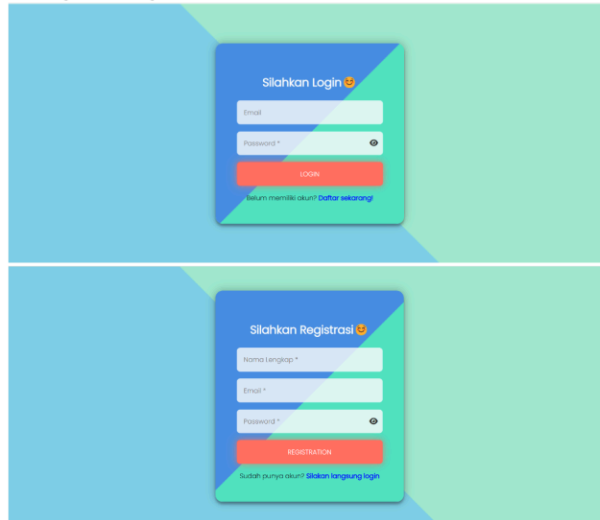 Silahkan Login😊
Email
Password *
LOGIN
Belum memiliki akun? Daftar sekarang!
Silahkan Registrasi😊
Nama Lengkap *
Email *
Password *
REGISTRATION
Sudah punya akun? Silakan langsung login